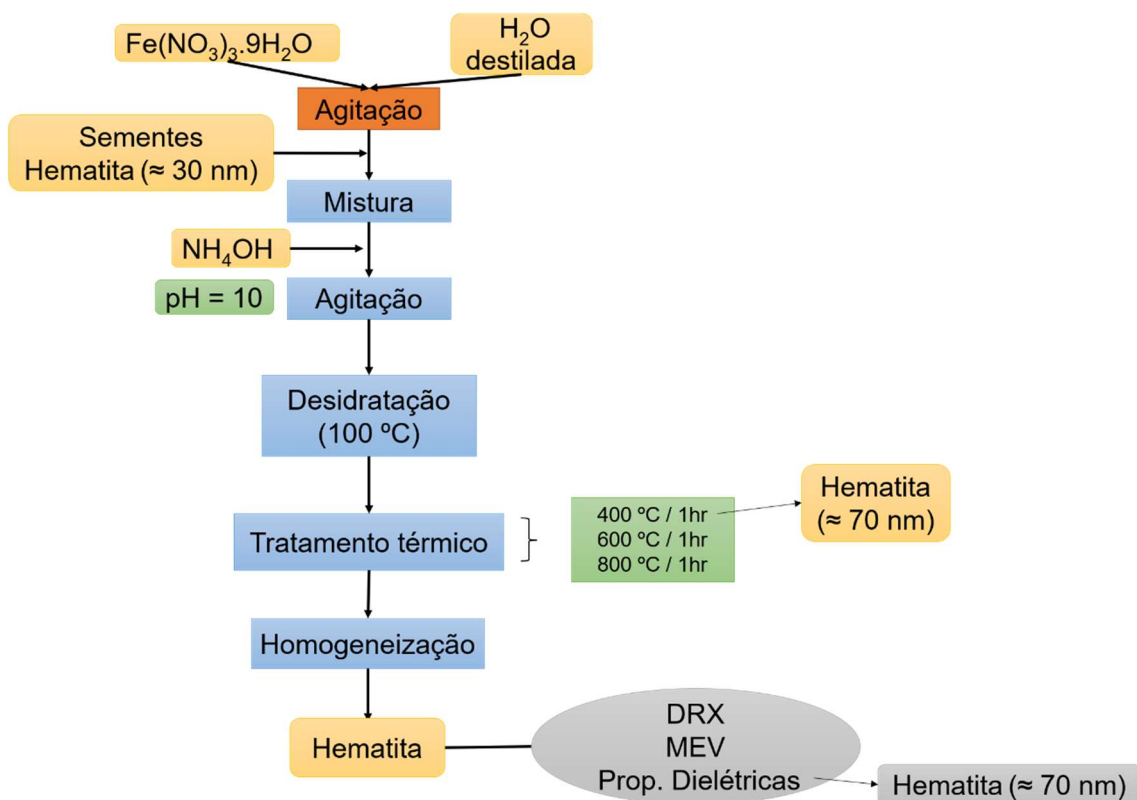 Fe(NO₃)₃.9H₂O
H₂O
destilada
Agitação
Sementes
Hematita (≈ 30 nm)
Mistura
NH₄OH
pH = 10
Agitação
Desidratação
(100 ºC)
Tratamento térmico
400 ºC / 1hr
600 ºC / 1hr
800 ºC / 1hr
Hematita
(≈ 70 nm)
Homogeneização
Hematita
DRX
MEV
Prop. Dielétricas
Hematita (≈ 70 nm)